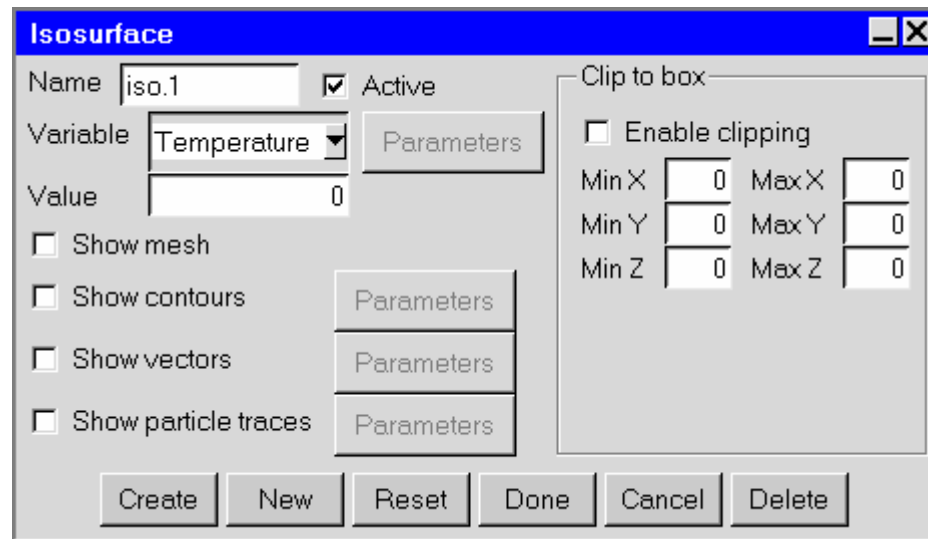 Isosurface
Name iso.1 Active
Variable Temperature Parameters
Value 0
Show mesh
Show contours Parameters
Show vectors Parameters
Show particle traces Parameters
Clip to box
Enable clipping
Min X 0 Max X 0
Min Y 0 Max Y 0
Min Z 0 Max Z 0
Create New Reset Done Cancel Delete